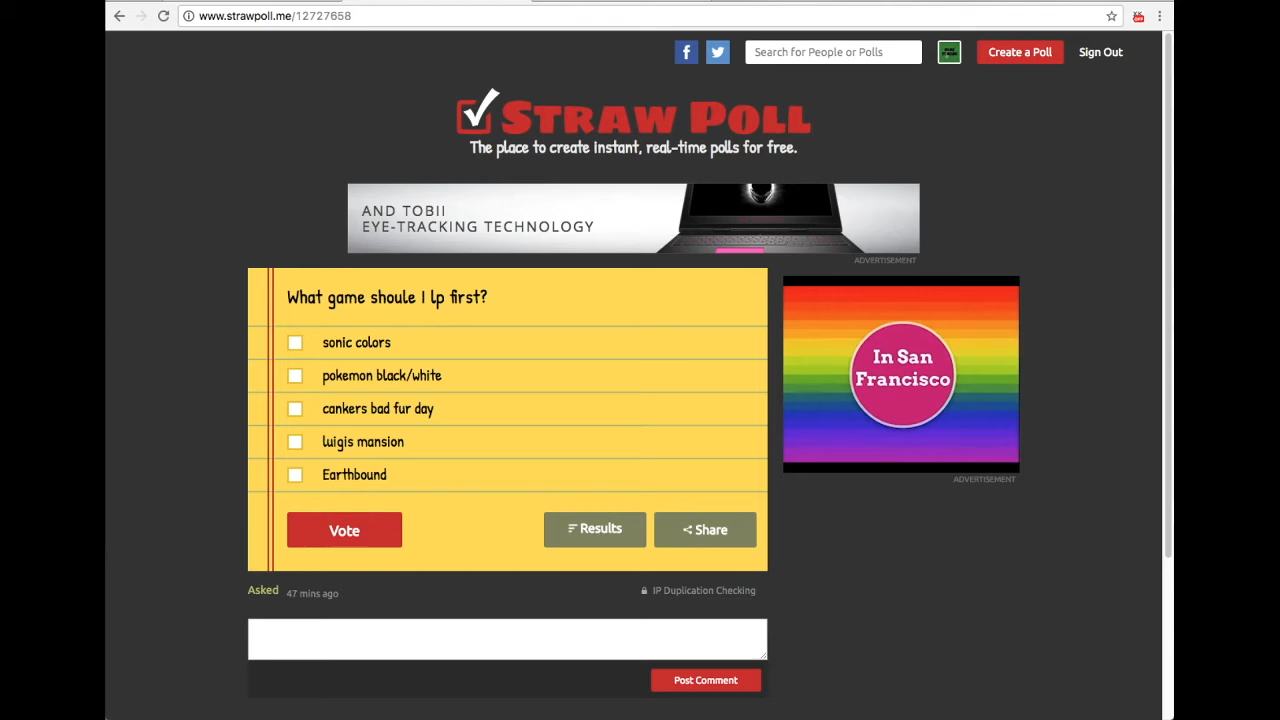 www.strawpoll.me/12727658
Search for People or Polls
Create a Poll
Sign Out
STRAW POLL
The place to create instant, real-time polls for free.
AND TOBII
EYE-TRACKING TECHNOLOGY
ADVERTISEMENT
What game shoule I lp first?
sonic colors
pokemon black/white
cankers bad fur day
luigis mansion
Earthbound
Vote
Results
Share
In San
Francisco
ADVERTISEMENT
Asked 47 mins ago
IP Duplication Checking
Post Comment